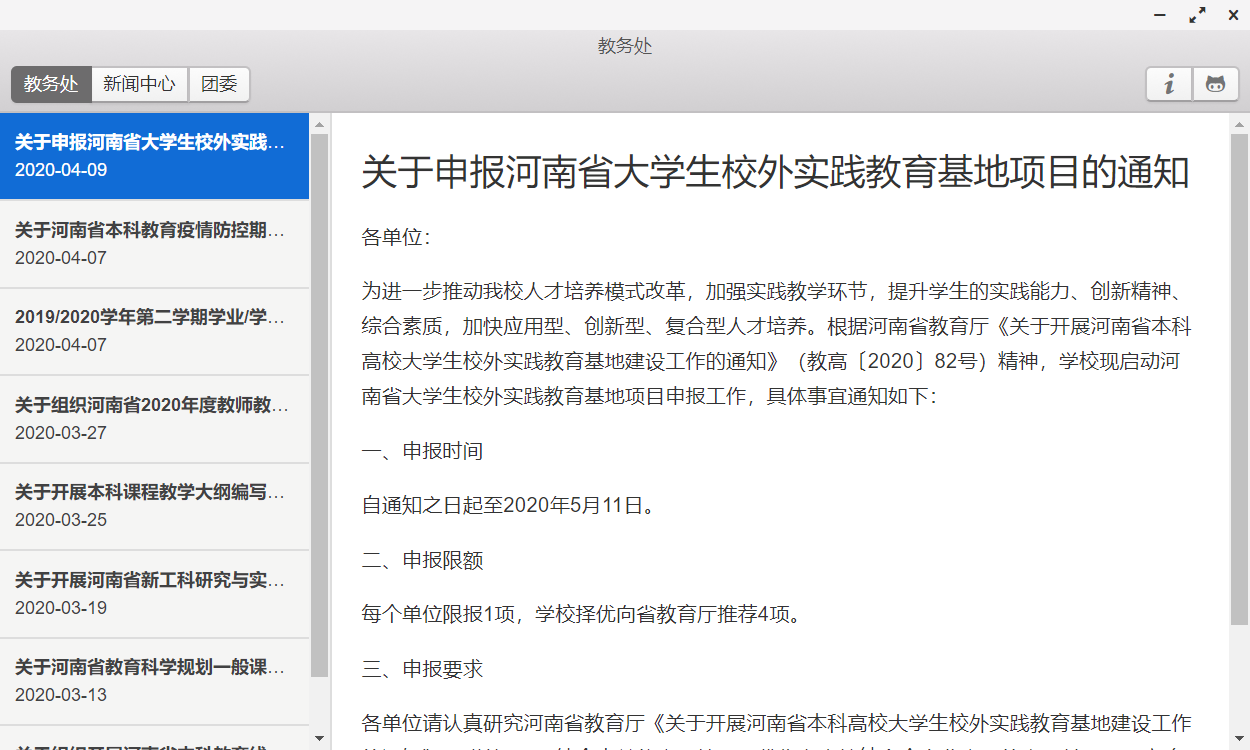 教务处
教务处 新闻中心 团委
关于申报河南省大学生校外实践…
2020-04-09
关于河南省本科教育疫情防控期…
2020-04-07
2019/2020学年第二学期学业/学…
2020-04-07
关于组织河南省2020年度教师教…
2020-03-27
关于开展本科课程教学大纲编写…
2020-03-25
关于开展河南省新工科研究与实…
2020-03-19
关于河南省教育科学规划一般课…
2020-03-13
关于申报河南省大学生校外实践教育基地项目的通知
各单位：
为进一步推动我校人才培养模式改革，加强实践教学环节，提升学生的实践能力、创新精神、
综合素质，加快应用型、创新型、复合型人才培养。根据河南省教育厅《关于开展河南省本科
高校大学生校外实践教育基地建设工作的通知》（教高〔2020〕82号）精神，学校现启动河
南省大学生校外实践教育基地项目申报工作，具体事宜通知如下：
一、申报时间
自通知之日起至2020年5月11日。
二、申报限额
每个单位限报1项，学校择优向省教育厅推荐4项。
三、申报要求
各单位请认真研究河南省教育厅《关于开展河南省本科高校大学生校外实践教育基地建设工作